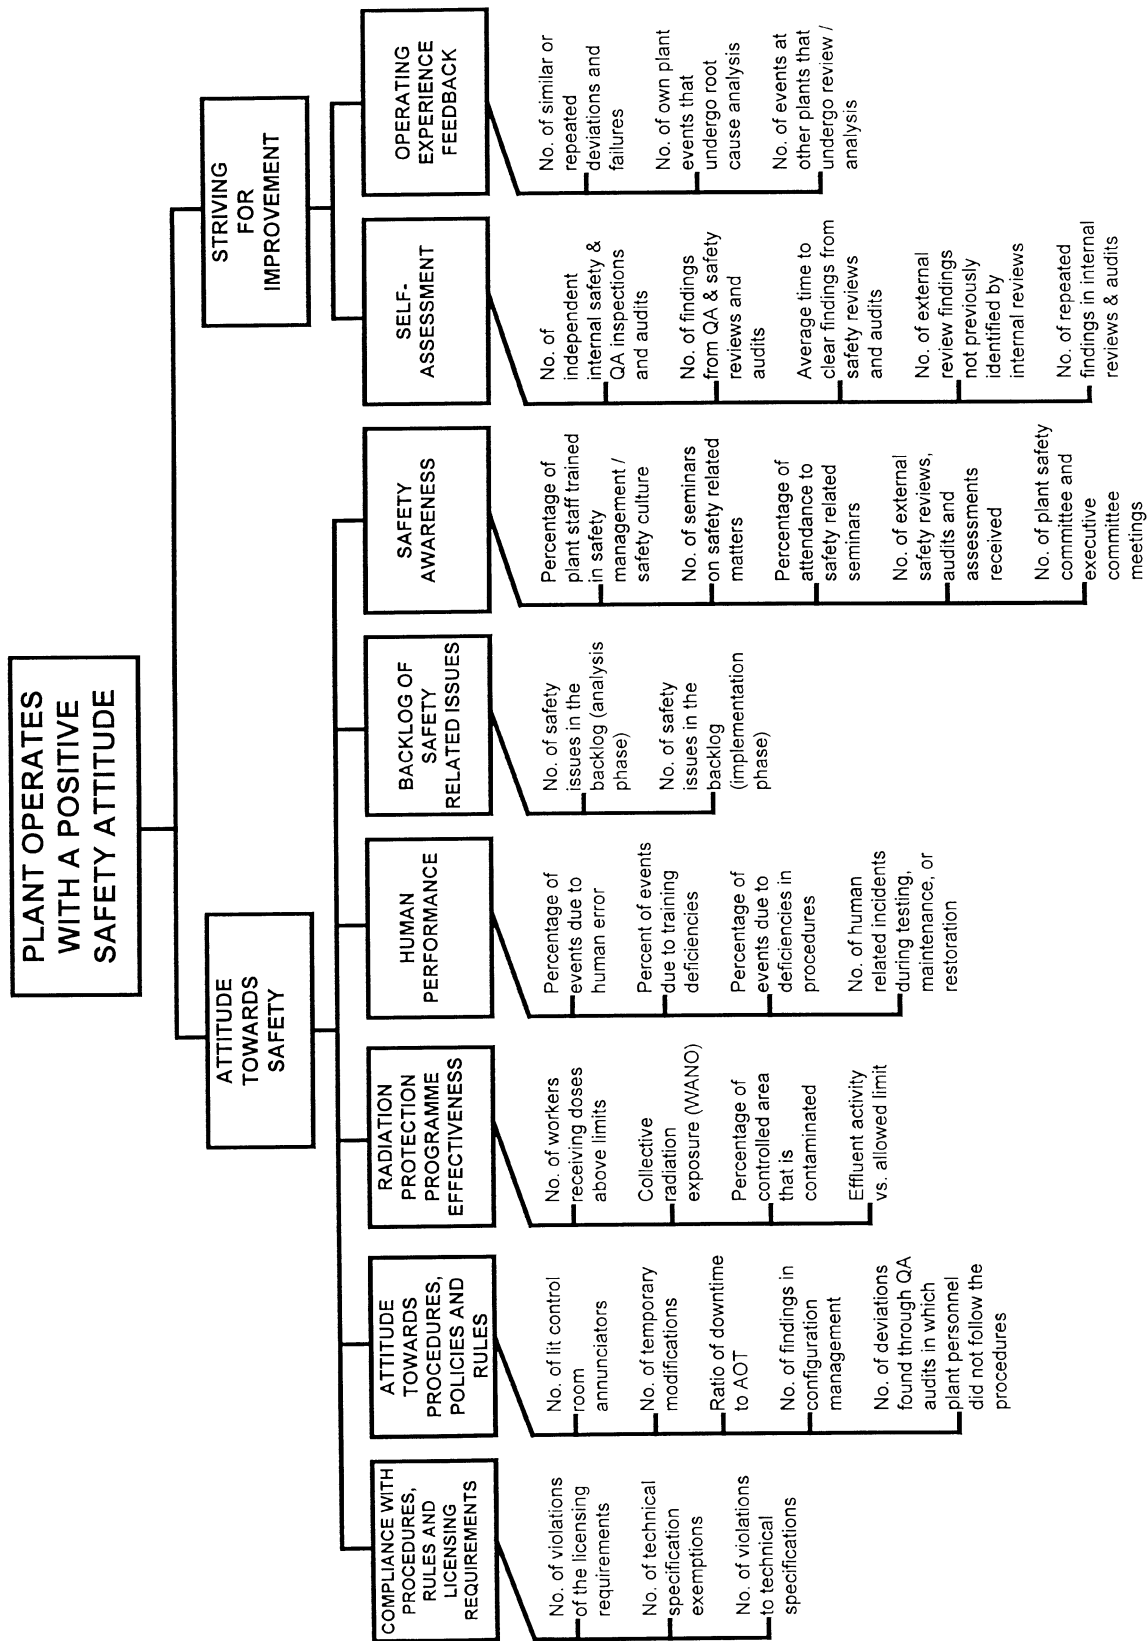 PLANT OPERATES
WITH A POSITIVE
SAFETY ATTITUDE
ATTITUDE
TOWARDS
SAFETY
STRIVING
FOR
IMPROVEMENT
COMPLIANCE WITH
PROCEDURES,
RULES AND
LICENSING
REQUIREMENTS
No. of violations
of the licensing
requirements
No. of technical
specification
exemptions
No. of violations
to technical
specifications
ATTITUDE
TOWARDS
PROCEDURES,
POLICIES AND
RULES
No. of lit control
room
annunciators
No. of temporary
modifications
Ratio of downtime
to AOT
No. of findings in
configuration
management
No. of deviations
found through QA
audits in which
plant personnel
did not follow the
procedures
RADIATION
PROTECTION
PROGRAMME
EFFECTIVENESS
No. of workers
receiving doses
above limits
Collective
radiation
exposure (WANO)
Percentage of
controlled area
that is
contaminated
Effluent activity
vs. allowed limit
HUMAN
PERFORMANCE
Percentage of
events due to
human error
Percent of events
due to training
deficiencies
Percentage of
events due to
deficiencies in
procedures
No. of human
related incidents
during testing,
maintenance, or
restoration
BACKLOG OF
SAFETY
RELATED ISSUES
No. of safety
issues in the
backlog (analysis
phase)
No. of safety
issues in the
backlog
(implementation
phase)
SAFETY
AWARENESS
Percentage of
plant staff trained
in safety
management /
safety culture
No. of seminars
on safety related
matters
Percentage of
attendance to
safety related
seminars
No. of external
safety reviews,
audits and
assessments
received
No. of plant safety
committee and
executive
committee
meetings
SELF-
ASSESSMENT
No. of
independent
internal safety &
QA inspections
and audits
No. of findings
from QA & safety
reviews and
audits
Average time to
clear findings from
safety reviews
and audits
No. of external
review findings
not previously
identified by
internal reviews
No. of repeated
findings in internal
reviews & audits
OPERATING
EXPERIENCE
FEEDBACK
No. of similar or
repeated
deviations and
failures
No. of own plant
events that
undergo root
cause analysis
No. of events at
other plants that
undergo review /
analysis